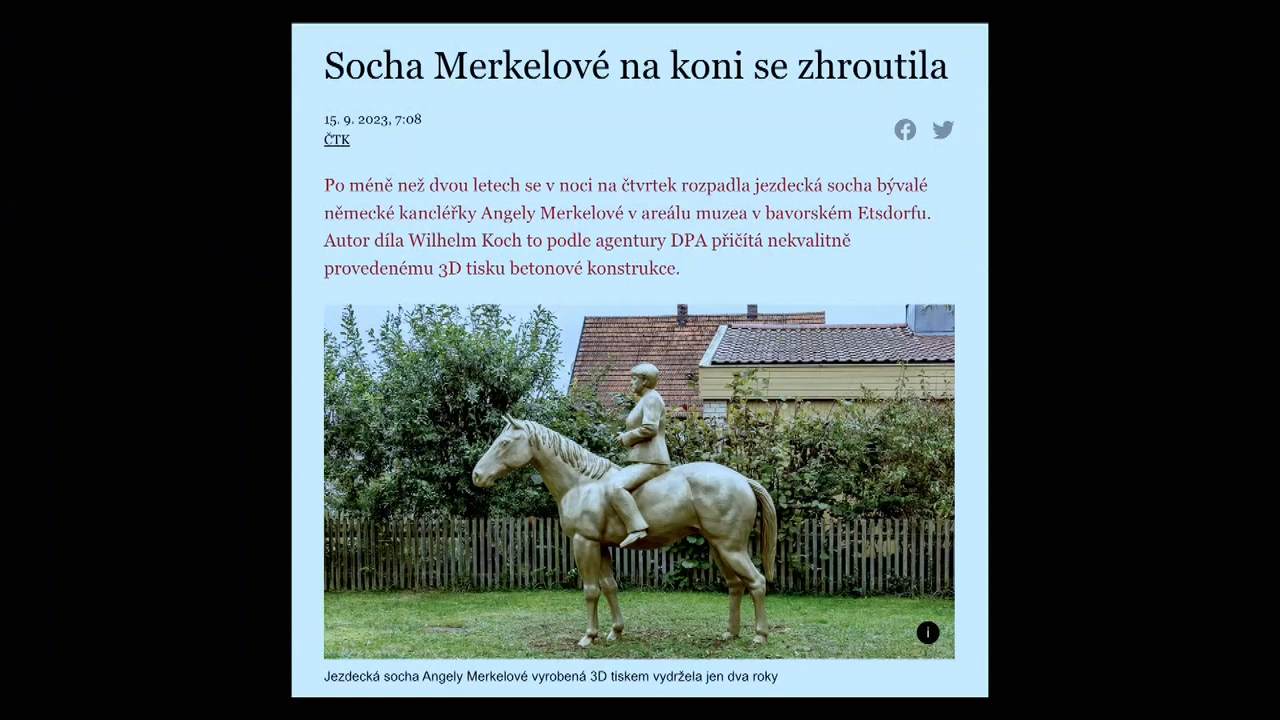 Socha Merkelové na koni se zhroutila
15. 9. 2023, 7:08
ČTK
Po méně než dvou letech se v noci na čtvrtek rozpadla jezdecká socha bývalé
německé kancléřky Angely Merkelové v areálu muzea v bavorském Etsdorfu.
Autor díla Wilhelm Koch to podle agentury DPA přičítá nekvalitně
provedenému 3D tisku betonové konstrukce.
i
Jezdecká socha Angely Merkelové vyrobená 3D tiskem vydržela jen dva roky